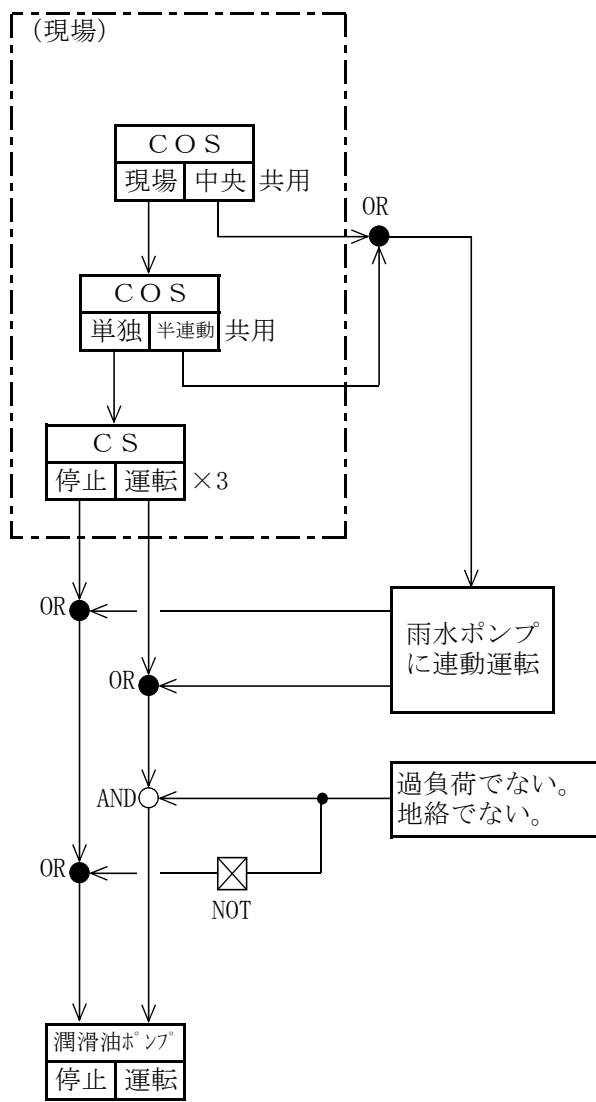 (現場)
COS
現場 中央 共用
OR
COS
単独 半連動 共用
CS
停止 運転 ×3
OR
雨水ポンプ
に連動運転
OR
過負荷でない。
地絡でない。
AND
OR
NOT
潤滑油ポンプ
停止 運転